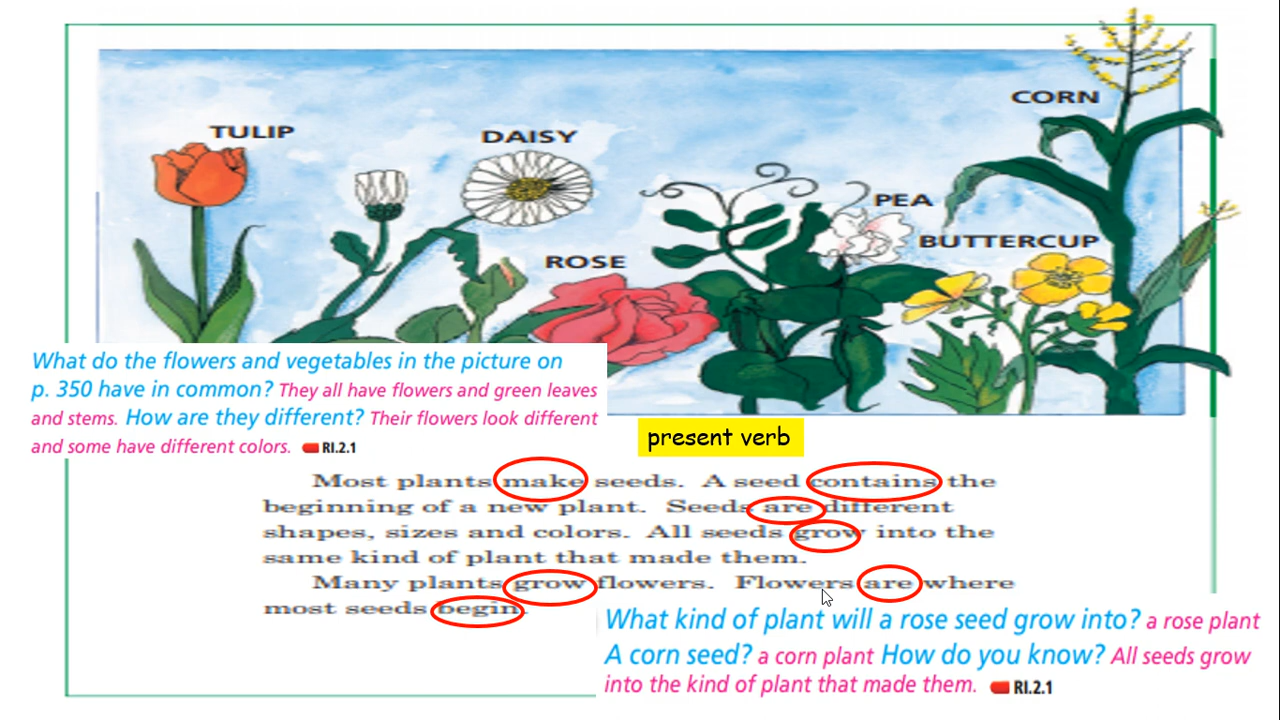 CORN
TULIP
DAISY
PEA
BUTTERCUP
ROSE
What do the flowers and vegetables in the picture on
p. 350 have in common? They all have flowers and green leaves
and stems. How are they different? Their flowers look different
and some have different colors. RI.2.1
present verb
Most plants make seeds. A seed contains the
beginning of a new plant. Seeds are different
shapes, sizes and colors. All seeds grow into the
same kind of plant that made them.
Many plants grow flowers. Flowers are where
most seeds begin.
What kind of plant will a rose seed grow into? a rose plant
A corn seed? a corn plant How do you know? All seeds grow
into the kind of plant that made them. RI.2.1